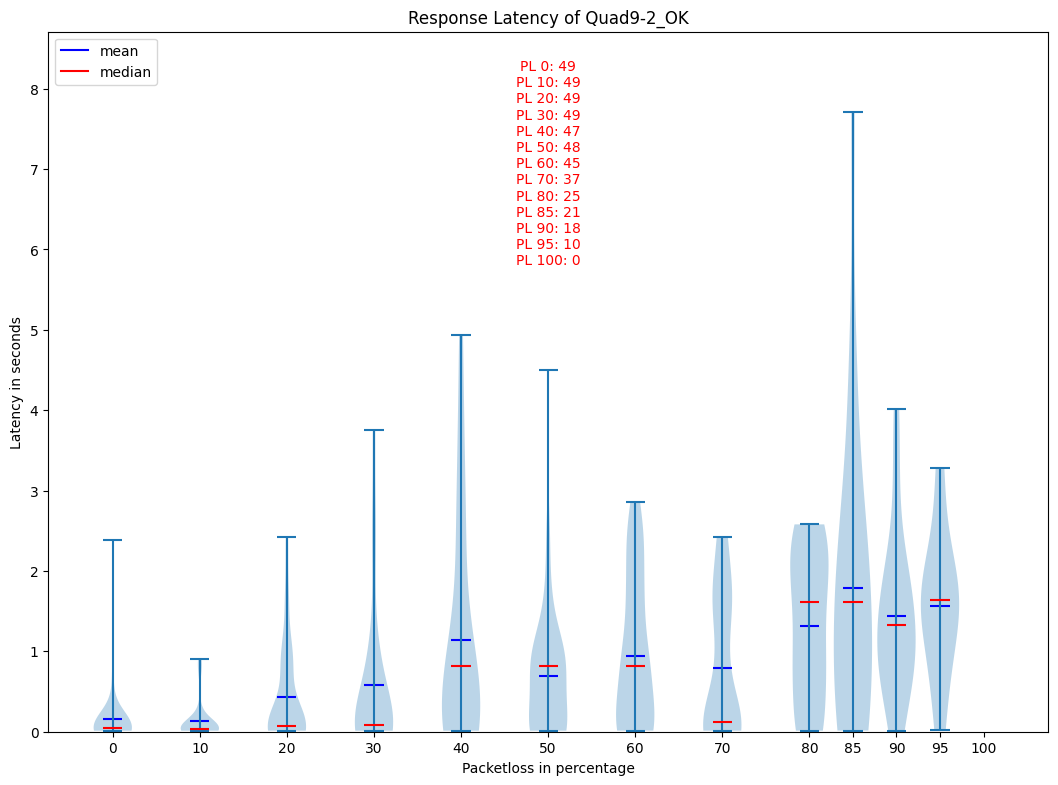 Response Latency of Quad9-2_OK
mean
median
PL 0: 49
PL 10: 49
PL 20: 49
PL 30: 49
PL 40: 47
PL 50: 48
PL 60: 45
PL 70: 37
PL 80: 25
PL 85: 21
PL 90: 18
PL 95: 10
PL 100: 0
Latency in seconds
8
7
6
5
4
3
2
1
0
0 10 20 30 40 50 60 70 80 85 90 95 100
Packetloss in percentage